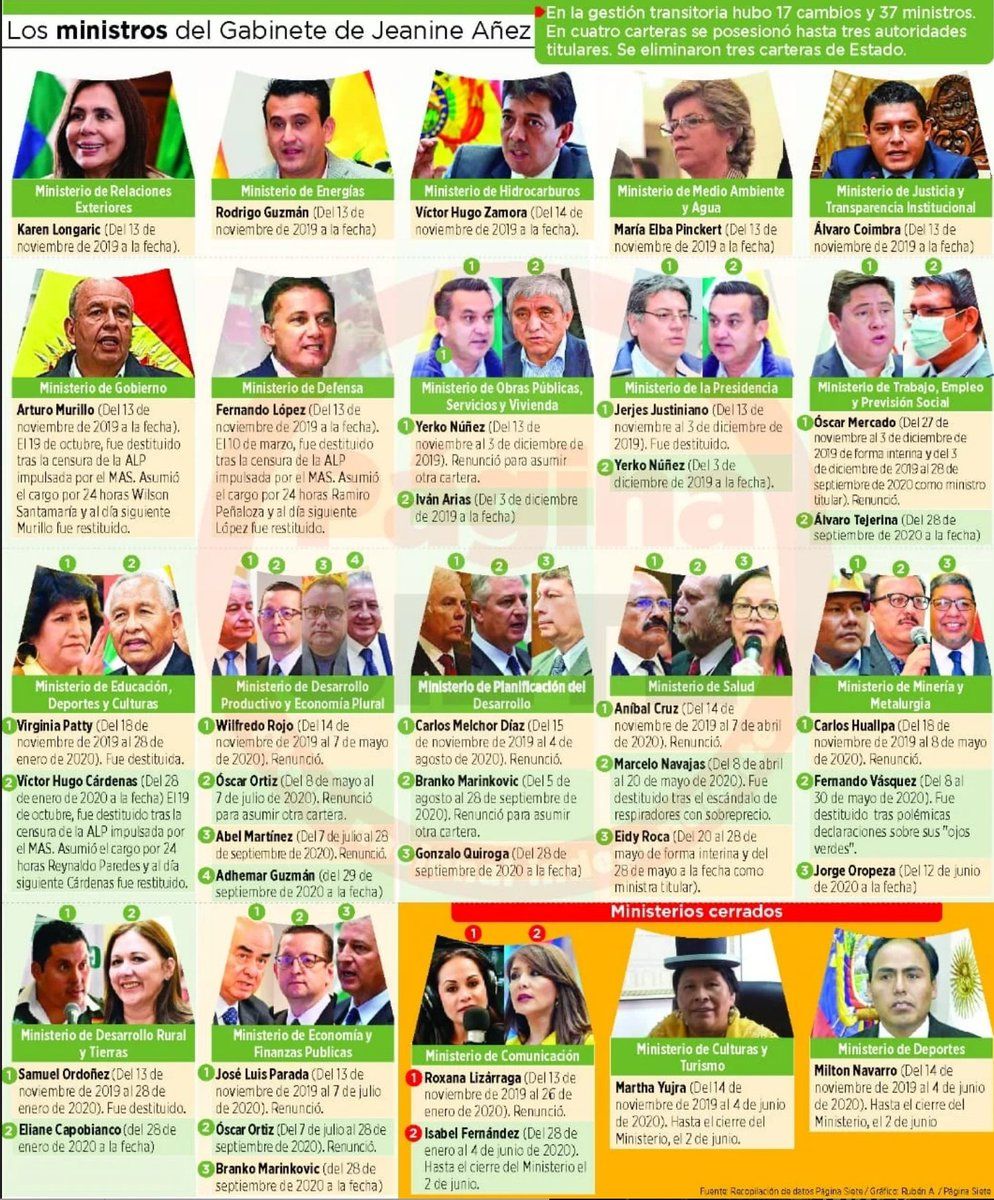 Los ministros del Gabinete de Jeanine Añez
En la gestión transitoria hubo 17 cambios y 37 ministros.
En cuatro carteras se posesionó hasta tres autoridades
titulares. Se eliminaron tres carteras de Estado.
Ministerio de Relaciones
Exteriores
Karen Longaric (Del 13 de
noviembre de 2019 a la fecha).
Ministerio de Energías
Rodrigo Guzmán (Del 13 de
noviembre de 2019 a la fecha)
Ministerio de Hidrocarburos
Víctor Hugo Zamora (Del 14 de
noviembre de 2019 a la fecha).
Ministerio de Medio Ambiente
y Agua
María Elba Pinckert (Del 13 de
noviembre de 2019 a la fecha)
Ministerio de Justicia y
Transparencia Institucional
Álvaro Coimbra (Del 13 de
noviembre de 2019 a la fecha)
Ministerio de Gobierno
Arturo Murillo (Del 13 de
noviembre de 2019 a la fecha).
El 19 de octubre, fue destituido
tras la censura de la ALP
impulsada por el MAS. Asumió
el cargo por 24 horas Wilson
Santamaría y al día siguiente
Murillo fue restituido.
Ministerio de Defensa
Fernando López (Del 13 de
noviembre de 2019 a la fecha).
El 10 de marzo, fue destituido
tras la censura de la ALP
impulsada por el MAS. Asumió
el cargo por 24 horas Ramiro
Peñaloza y al día siguiente
López fue restituido.
1 2
1
Ministerio de Obras Públicas,
Servicios y Vivienda
1 Yerko Núñez (Del 13 de
noviembre al 3 de diciembre de
2019). Renunció para asumir
otra cartera.
2 Iván Arias (Del 3 de diciembre
de 2019 a la fecha)
1 2
Ministerio de la Presidencia
1 Jerjes Justiniano (Del 13 de
noviembre al 3 de diciembre de
2019). Fue destituido.
2 Yerko Núñez (Del 3 de
diciembre de 2019 a la fecha).
1 2
Ministerio de Trabajo, Empleo
y Previsión Social
1 Óscar Mercado (Del 27 de
noviembre al 3 de diciembre de
2019 de forma interina y del 3
de diciembre de 2019 al 28 de
septiembre de 2020 como ministro
titular). Renunció.
2 Álvaro Tejerina (Del 28 de
septiembre de 2020 a la fecha)
1 2
Ministerio de Educación,
Deportes y Culturas
1 Virginia Patty (Del 18 de
noviembre de 2019 al 28 de
enero de 2020). Fue destituida.
2 Víctor Hugo Cárdenas (Del 28
de enero de 2020 a la fecha) El 19
de octubre, fue destituido tras la
censura de la ALP impulsada por
el MAS. Asumió el cargo por 24
horas Reynaldo Paredes y al día
siguiente Cárdenas fue restituido.
1 2 3 4
Ministerio de Desarrollo
Productivo y Economía Plural
1 Wilfredo Rojo (Del 14 de
noviembre de 2019 al 7 de mayo
de 2020). Renunció.
2 Óscar Ortiz (Del 8 de mayo al
7 de julio de 2020). Renunció
para asumir otra cartera.
3 Abel Martínez (Del 7 de julio al 28
de septiembre de 2020). Renunció.
4 Adhemar Guzmán (del 29 de
septiembre de 2020 a la fecha)
1 2 3
Ministerio de Planificación del
Desarrollo
1 Carlos Melchor Díaz (Del 15
de noviembre de 2019 al 4 de
agosto de 2020). Renunció.
2 Branko Marinkovic (Del 5 de
agosto al 28 de septiembre de
2020). Renunció para asumir
otra cartera.
3 Gonzalo Quiroga (Del 28 de
septiembre de 2020 a la fecha)
1 2 3
Ministerio de Salud
1 Aníbal Cruz (Del 14 de
noviembre de 2019 al 7 de abril
de 2020). Renunció.
2 Marcelo Navajas (Del 8 de abril
al 20 de mayo de 2020). Fue
destituido tras el escándalo de
respiradores con sobreprecio.
3 Eidy Roca (Del 20 al 28 de
mayo de forma interina y del
28 de mayo a la fecha como
ministra titular).
1 2 3
Ministerio de Minería y
Metalurgia
1 Carlos Huallpa (Del 18 de
noviembre de 2019 al 8 de mayo
de 2020). Renunció.
2 Fernando Vásquez (Del 8 al
30 de mayo de 2020). Fue
destituido tras polémicas
declaraciones sobre sus "ojos
verdes".
3 Jorge Oropeza (Del 12 de junio
de 2020 a la fecha)
1 2
Ministerio de Desarrollo Rural
y Tierras
1 Samuel Ordoñez (Del 13 de
noviembre de 2019 al 28 de
enero de 2020). Fue destituido.
2 Eliane Capobianco (del 28 de
enero de 2020 a la fecha)
1 2 3
Ministerio de Economía y
Finanzas Publicas
1 José Luis Parada (Del 13 de
noviembre de 2019 al 7 de julio
de 2020). Renunció.
2 Óscar Ortiz (Del 7 de julio al 28 de
septiembre de 2020). Renunció.
3 Branko Marinkovic (del 28 de
septiembre de 2020 a la fecha)
Ministerios cerrados
1 2
Ministerio de Comunicación
1 Roxana Lizárraga (Del 13 de
noviembre de 2019 al 26 de
enero de 2020). Renunció.
2 Isabel Fernández (Del 28 de
enero al 4 de junio de 2020).
Hasta el cierre del Ministerio el
2 de junio.
Ministerio de Culturas y
Turismo
Martha Yujra (Del 14 de
noviembre de 2019 al 4 de junio
de 2020). Hasta el cierre del
Ministerio, el 2 de junio.
Ministerio de Deportes
Milton Navarro (Del 14 de
noviembre de 2019 al 4 de junio
de 2020). Hasta el cierre del
Ministerio, el 2 de junio
Fuente: Recopilación de datos Página Siete / Gráfico: Rubén A. / Página Siete